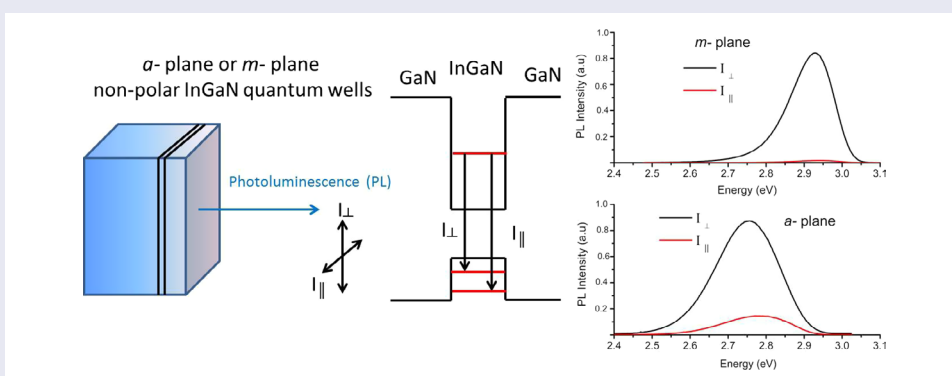 a- plane or m- plane
non-polar InGaN quantum wells
Photoluminescence (PL)
I⊥
I∥
GaN
InGaN
GaN
I⊥
I∥
m- plane
I⊥
I∥
PL Intensity (a.u)
1.0
0.8
0.6
0.4
0.2
2.4 2.5 2.6 2.7 2.8 2.9 3.0 3.1
Energy (eV)
a- plane
I⊥
I∥
PL Intensity (a.u)
1.0
0.8
0.6
0.4
0.2
2.4 2.5 2.6 2.7 2.8 2.9 3.0 3.1
Energy (eV)